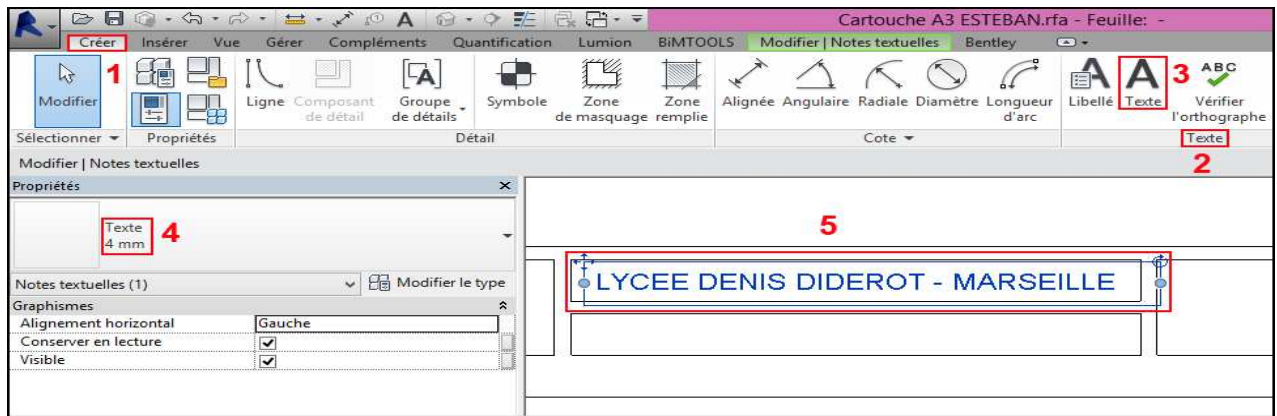 Cartouche A3 ESTEBAN.rfa - Feuille: -
Créer Insérer Vue Gérer Compléments Quantification Lumion BiMTOOLS Modifier | Notes textuelles Bentley
1
Modifier
Ligne
Composant
de détail
Groupe
de détails
Symbole
Zone
de masquage
Zone
remplie
Alignée Angulaire Radiale Diamètre Longueur
d'arc
A Libellé
A Texte
3
ABC
Vérifier
l'orthographe
Sélectionner Propriétés Détail Cote Texte
2
Modifier | Notes textuelles
Propriétés
Texte
4 mm
4
5
LYCEE DENIS DIDEROT - MARSEILLE
Notes textuelles (1) Modifier le type
Graphismes
Alignement horizontal Gauche
Conserver en lecture
Visible